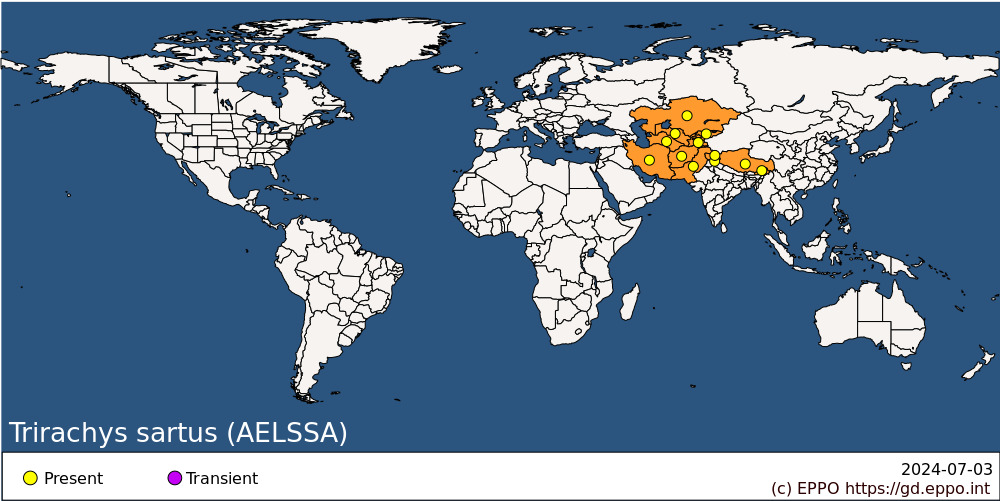 Trirachys sartus (AELSSA)
Present
Transient
2024-07-03
(c) EPPO https://gd.eppo.int